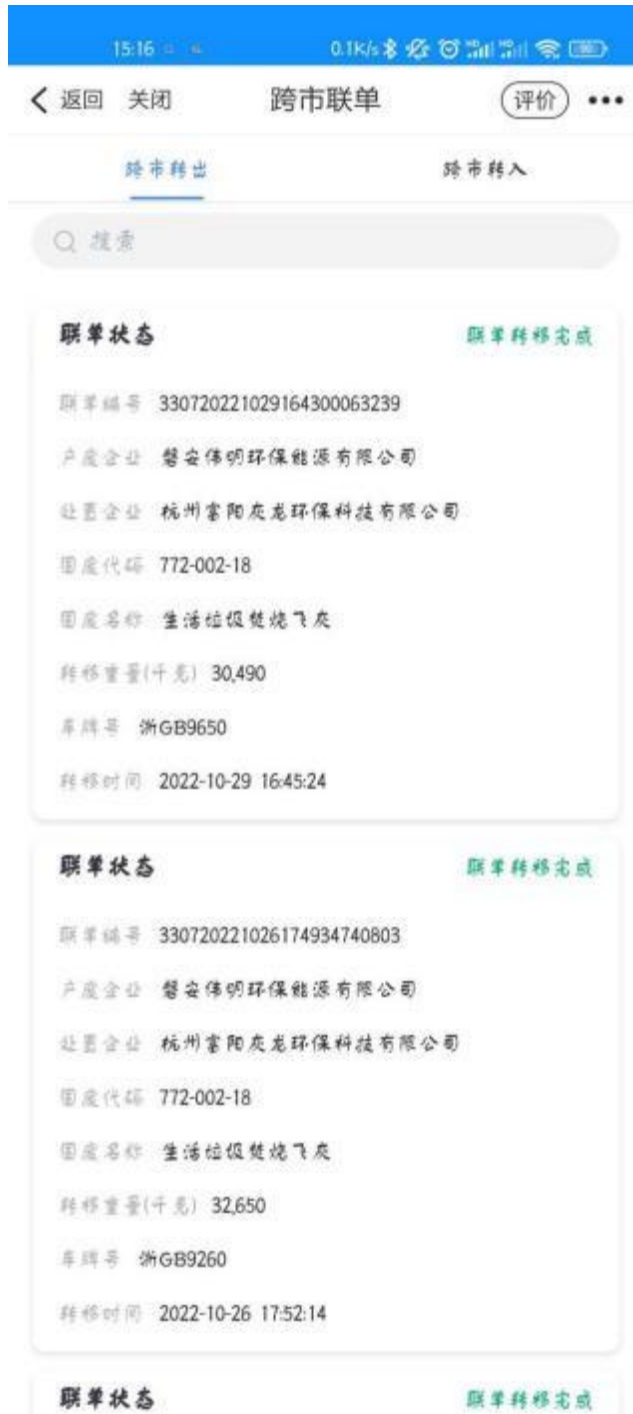 15:16 0.1K/s
返回 关闭 跨市联单 评价
跨市转出 跨市转入
搜索
联单状态 联单转移完成
联单编号 330720221029164300063239
产废企业 磐安伟明环保能源有限公司
处置企业 杭州富阳灰龙环保科技有限公司
固废代码 772-002-18
固废名称 生活垃圾焚烧飞灰
转移重量(千克) 30,490
车牌号 浙GB9650
转移时间 2022-10-29 16:45:24
联单状态 联单转移完成
联单编号 330720221026174934740803
产废企业 磐安伟明环保能源有限公司
处置企业 杭州富阳灰龙环保科技有限公司
固废代码 772-002-18
固废名称 生活垃圾焚烧飞灰
转移重量(千克) 32,650
车牌号 浙GB9260
转移时间 2022-10-26 17:52:14
联单状态 联单转移完成